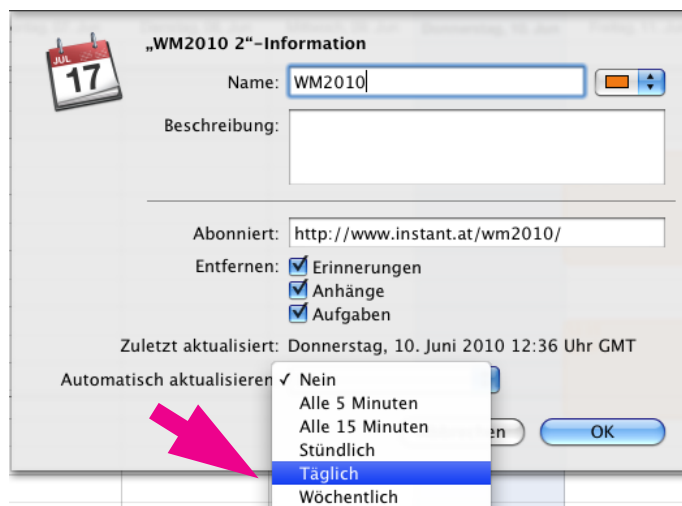 JUL
17
„WM2010 2“-Information
Name: WM2010
Beschreibung:
Abonniert: http://www.instant.at/wm2010/
Entfernen: Erinnerungen
Anhänge
Aufgaben
Zuletzt aktualisiert: Donnerstag, 10. Juni 2010 12:36 Uhr GMT
Automatisch aktualisieren ✓ Nein
Alle 5 Minuten
Alle 15 Minuten
en OK
Stündlich
Täglich
Wöchentlich